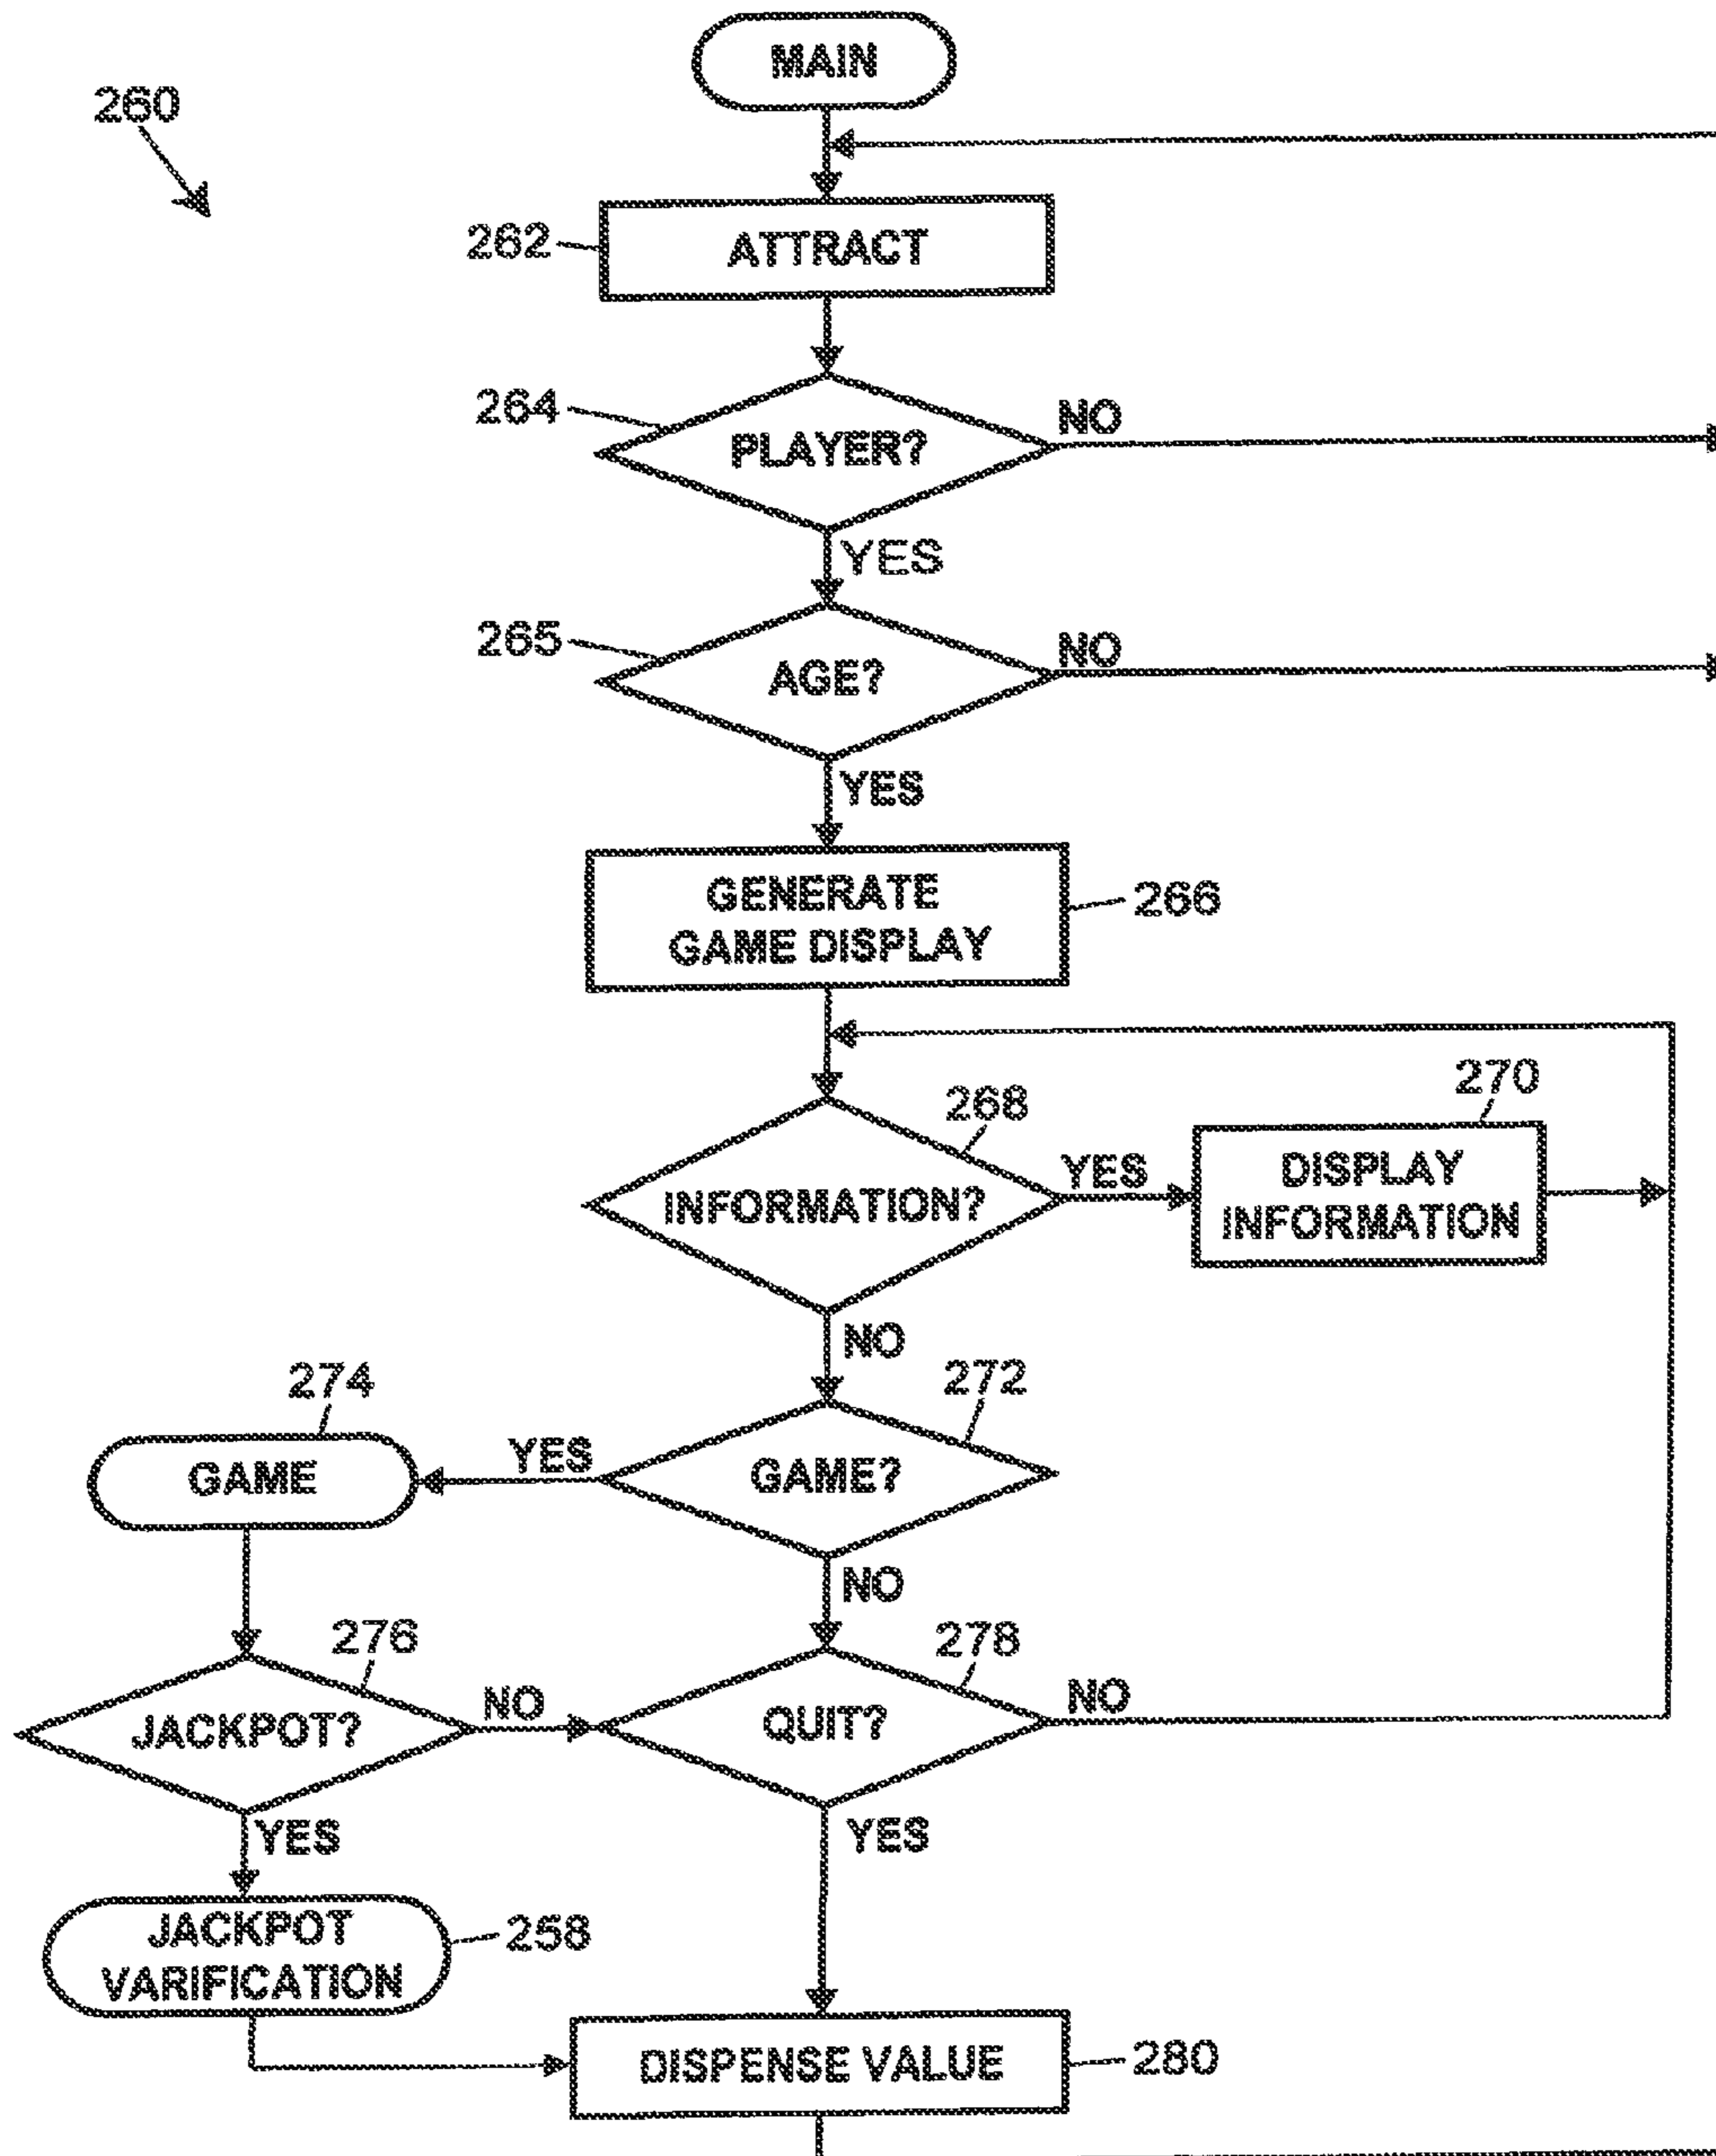 MAIN
260
262
ATTRACT
264
PLAYER?
NO
YES
265
AGE?
NO
YES
GENERATE
GAME DISPLAY
266
268
INFORMATION?
YES
270
DISPLAY
INFORMATION
NO
274
GAME
YES
272
GAME?
NO
276
JACKPOT?
NO
278
QUIT?
NO
YES
YES
JACKPOT
VARIFICATION
258
DISPENSE VALUE
280